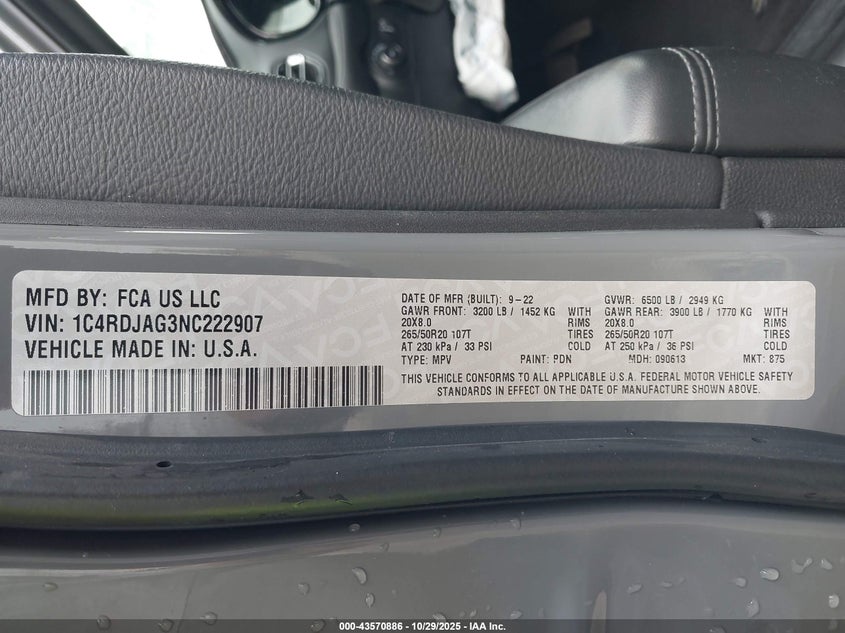 MFD BY: FCA US LLC
VIN: 1C4RDJAG3NC222907
VEHICLE MADE IN: U.S.A.
DATE OF MFR (BUILT): 9-22 GVWR: 6500 LB / 2949 KG
GAWR FRONT: 3200 LB / 1452 KG WITH GAWR REAR: 3900 LB / 1770 KG WITH
20X8.0 RIMS 20X8.0 RIMS
265/50R20 107T TIRES 265/50R20 107T TIRES
AT 230 kPa / 33 PSI COLD AT 250 kPa / 36 PSI COLD
TYPE: MPV PAINT: PDN MDH: 090613 MKT: 875
THIS VEHICLE CONFORMS TO ALL APPLICABLE U.S.A. FEDERAL MOTOR VEHICLE SAFETY
STANDARDS IN EFFECT ON THE DATE OF MANUFACTURE SHOWN ABOVE.
000-43570886 - 10/29/2025 - IAA Inc.